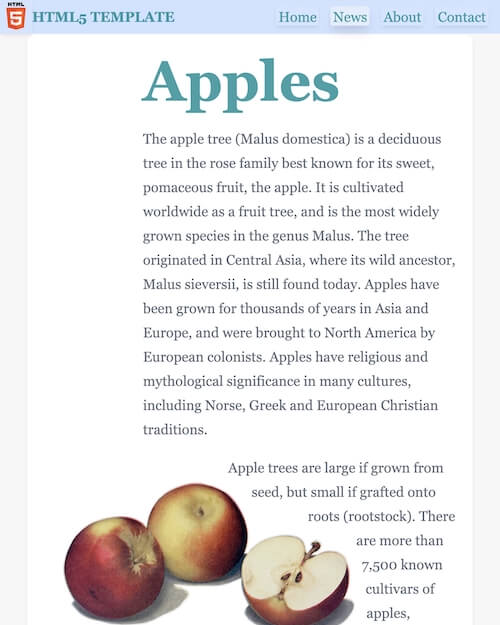 HTML
5
HTML5 TEMPLATE
Home News About Contact
Apples
The apple tree (Malus domestica) is a deciduous
tree in the rose family best known for its sweet,
pomaceous fruit, the apple. It is cultivated
worldwide as a fruit tree, and is the most widely
grown species in the genus Malus. The tree
originated in Central Asia, where its wild ancestor,
Malus sieversii, is still found today. Apples have
been grown for thousands of years in Asia and
Europe, and were brought to North America by
European colonists. Apples have religious and
mythological significance in many cultures,
including Norse, Greek and European Christian
traditions.
Apple trees are large if grown from
seed, but small if grafted onto
roots (rootstock). There
are more than
7,500 known
cultivars of
apples,